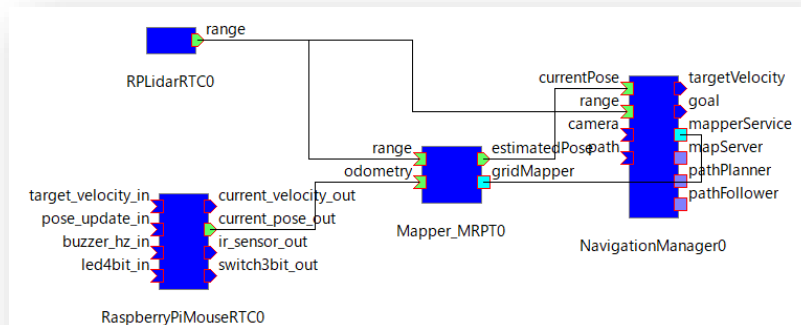 range
RPLidarRTC0
currentPose
range
camera
path
targetVelocity
goal
mapperService
mapServer
pathPlanner
pathFollower
NavigationManager0
range
odometry
estimatedPose
gridMapper
Mapper_MRPT0
target_velocity_in
pose_update_in
buzzer_hz_in
led4bit_in
current_velocity_out
current_pose_out
ir_sensor_out
switch3bit_out
RaspberryPiMouseRTC0